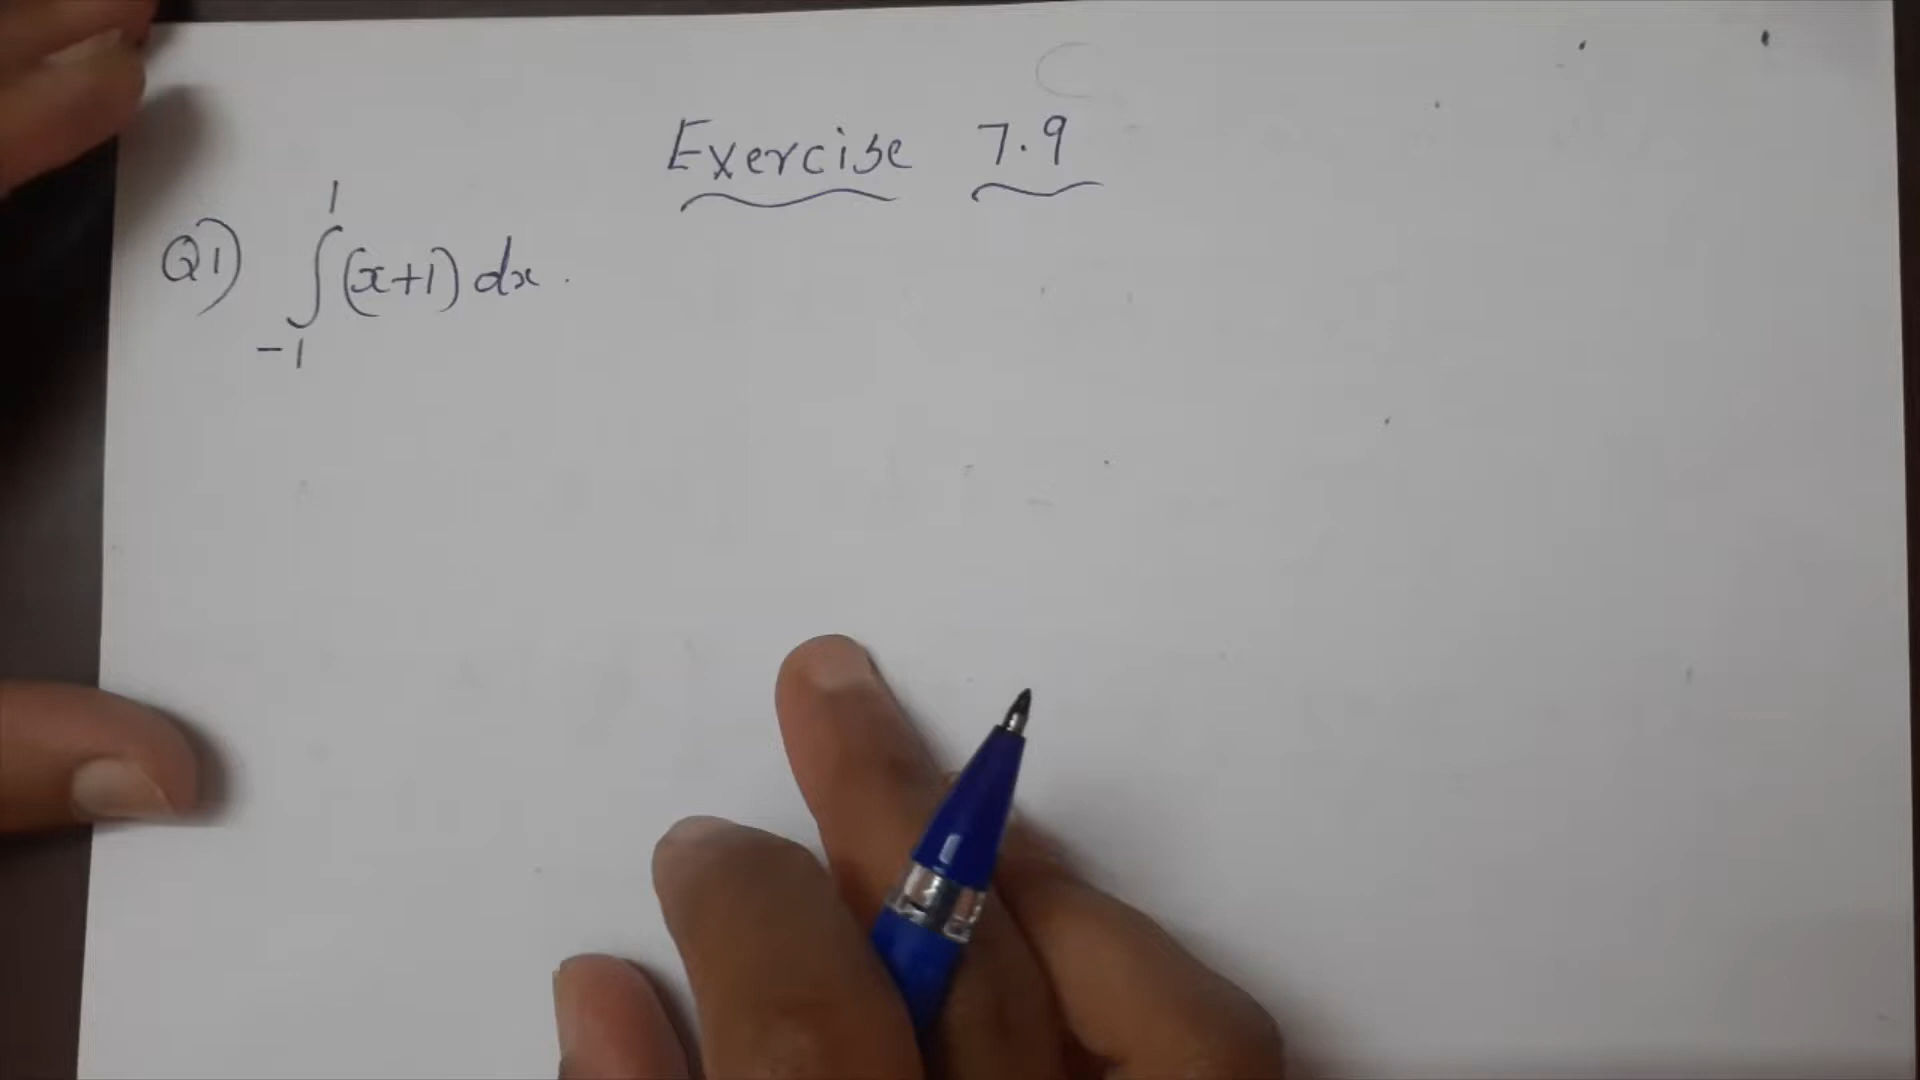 Exercise 7.9
Q1) ∫₋₁¹ (x+1) dx.